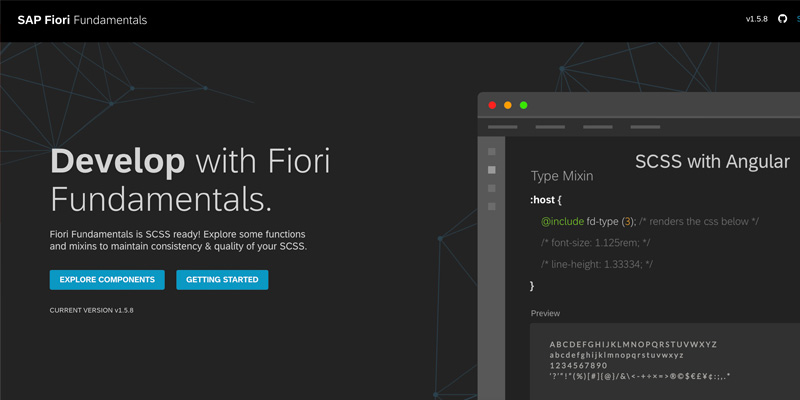 SAP Fiori Fundamentals
v1.5.8
Develop with Fiori
Fundamentals.
Fiori Fundamentals is SCSS ready! Explore some functions
and mixins to maintain consistency & quality of your SCSS.
EXPLORE COMPONENTS
GETTING STARTED
CURRENT VERSION v1.5.8
SCSS with Angular
Type Mixin
:host {
@include fd-type (3); /* renders the css below */
/* font-size: 1.125rem; */
/* line-height: 1.33334; */
}
Preview
ABCDEFGHIJKLMNOPQRSTUVWXYZ
abcdefghijklmnopqrstuvwxyz
1234567890
'?'"!"(%)[#]{@}/&\<-+÷×=>®©$€£¥¢:;,.*